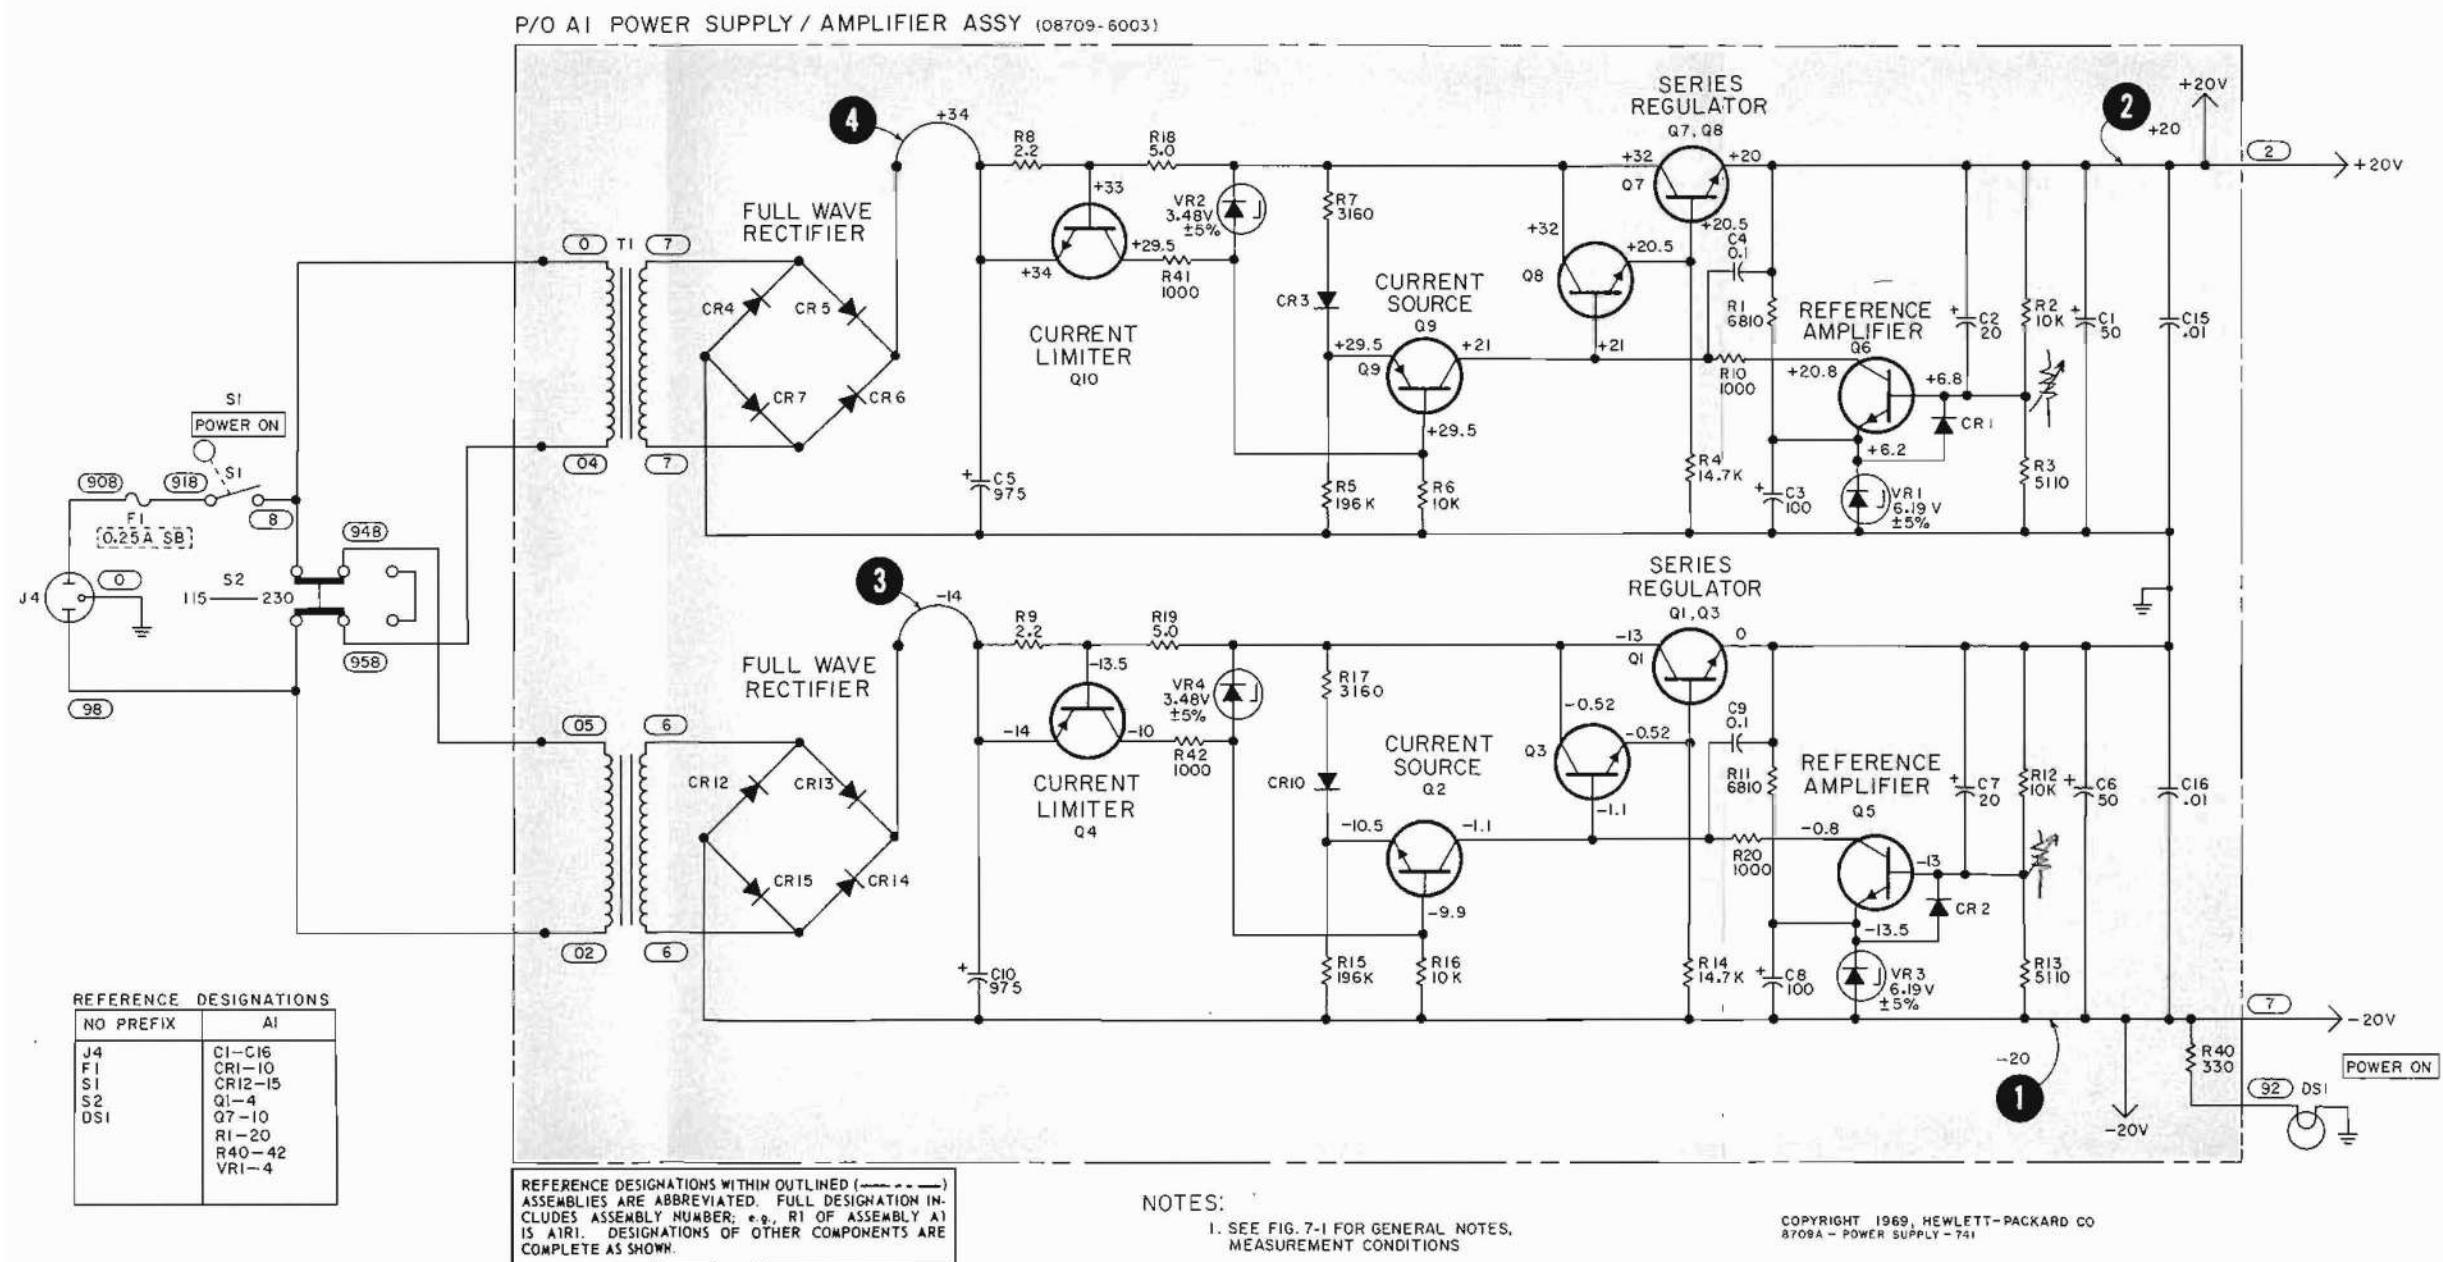 P/O A1 POWER SUPPLY / AMPLIFIER ASSY (08709-6003)
SERIES
REGULATOR
Q7, Q8
+20V
2
+20
2
+20V
4
+34
R8
2.2
R18
5.0
+32
Q7
+20
+33
VR2
3.48V
±5%
R7
3160
+20.5
FULL WAVE
RECTIFIER
0
T1
7
+29.5
+34
R41
1000
+32
Q8
+20.5
C4
0.1
CR4
CR5
CR3
CURRENT
SOURCE
Q9
R1
6810
REFERENCE
AMPLIFIER
Q6
+
C2
20
R2
10K
+
C1
50
C15
.01
CURRENT
LIMITER
Q10
+29.5
Q9
+21
+21
R10
1000
+20.8
+6.8
CR7
CR6
S1
POWER ON
+29.5
CR1
+6.2
04
7
R4
14.7K
R3
5110
908
918
S1
F1
0.25A SB
8
+
C5
975
R5
196K
R6
10K
+
C3
100
VR1
6.19V
±5%
948
J4
0
S2
115
230
3
-14
SERIES
REGULATOR
Q1, Q3
R9
2.2
R19
5.0
-13
Q1
0
958
98
FULL WAVE
RECTIFIER
-13.5
VR4
3.48V
±5%
R17
3160
-0.52
C9
0.1
05
6
-14
-10
R42
1000
Q3
-0.52
CR12
CR13
CURRENT
LIMITER
Q4
CR10
CURRENT
SOURCE
Q2
R11
6810
REFERENCE
AMPLIFIER
Q5
+
C7
20
R12
10K
+
C6
50
C16
.01
-1.1
-10.5
-1.1
-0.8
R20
1000
-13
CR15
CR14
-9.9
CR2
-13.5
02
6
+
C10
975
R15
196K
R16
10K
R14
14.7K
+
C8
100
VR3
6.19V
±5%
R13
5110
7
-20V
-20
1
-20V
R40
330
POWER ON
92
DS1
REFERENCE DESIGNATIONS
NO PREFIX
A1
J4
F1
S1
S2
DS1
C1-C16
CR1-10
CR12-15
Q1-4
Q7-10
R1-20
R40-42
VR1-4
REFERENCE DESIGNATIONS WITHIN OUTLINED (—-- —)
ASSEMBLIES ARE ABBREVIATED. FULL DESIGNATION IN-
CLUDES ASSEMBLY NUMBER; e.g., R1 OF ASSEMBLY A1
IS A1R1. DESIGNATIONS OF OTHER COMPONENTS ARE
COMPLETE AS SHOWN.
NOTES:
1. SEE FIG. 7-1 FOR GENERAL NOTES,
MEASUREMENT CONDITIONS
COPYRIGHT 1969, HEWLETT-PACKARD CO
8709A - POWER SUPPLY - 741